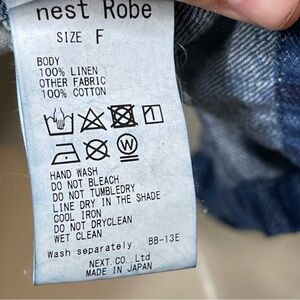 nest Robe
SIZE F
BODY
100% LINEN
OTHER FABRIC
100% COTTON
W
HAND WASH
DO NOT BLEACH
DO NOT TUMBLEDRY
LINE DRY IN THE SHADE
COOL IRON
DO NOT DRYCLEAN
WET CLEAN
Wash separately BB-13E
NEXT CO.,Ltd
MADE IN JAPAN